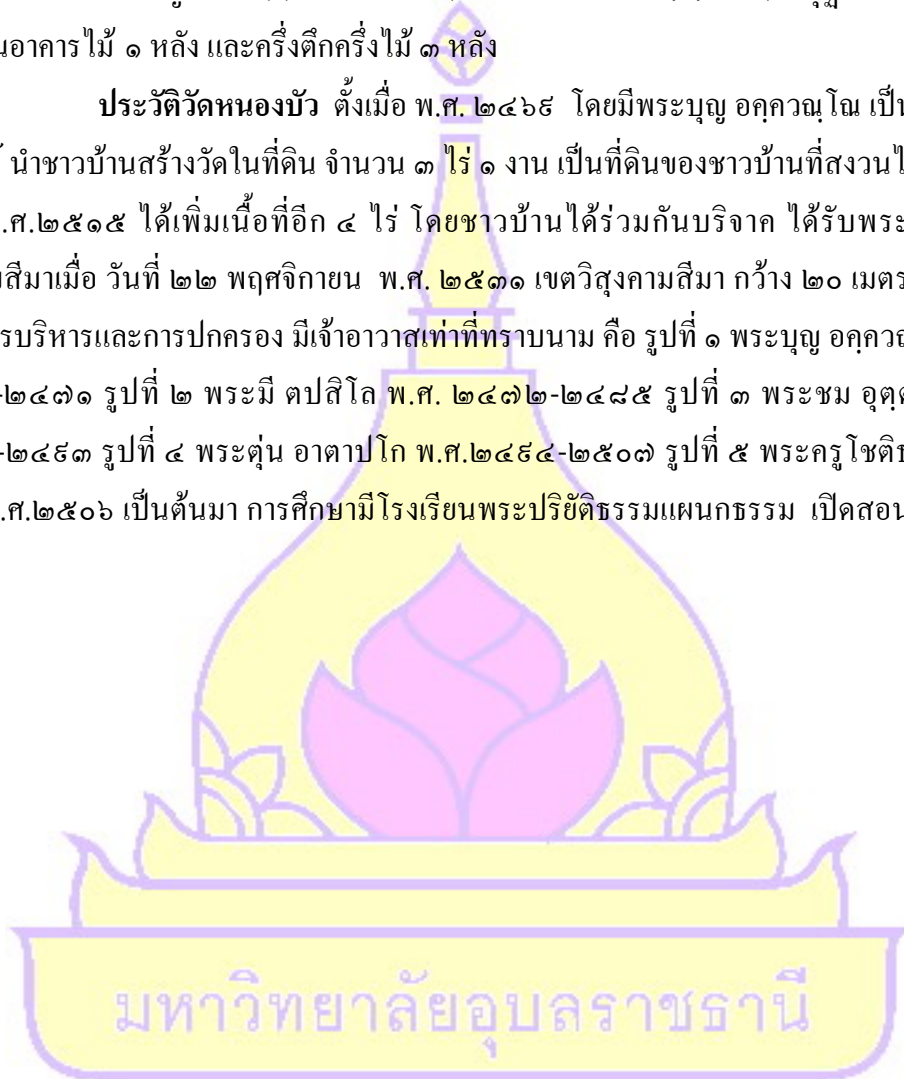 นอาคารไม้ ๑ หลัง และครึ่งตึกครึ่งไม้ ๓ หลัง
ประวัติวัดหนองบัว ตั้งเมื่อ พ.ศ. ๒๔๖๙ โดยมีพระบุญ อคฺควณฺโณ เป็น
นำชาวบ้านสร้างวัดในที่ดิน จำนวน ๓ ไร่ ๑ งาน เป็นที่ดินของชาวบ้านที่สงวนไ
.ศ.๒๕๑๕ ได้เพิ่มเนื้อที่อีก ๔ ไร่ โดยชาวบ้านได้ร่วมกันบริจาค ได้รับพระ
สีมาเมื่อ วันที่ ๒๒ พฤศจิกายน พ.ศ. ๒๕๓๑ เขตวิสุงคามสีมา กว้าง ๒๐ เมตร
รบริหารและการปกครอง มีเจ้าอาวาสเท่าที่ทราบนาม คือ รูปที่ ๑ พระบุญ อคฺควณ
-๒๔๗๑ รูปที่ ๒ พระมี ตปสิโล พ.ศ. ๒๔๗๒-๒๔๘๕ รูปที่ ๓ พระชม อุตฺต
-๒๔๙๓ รูปที่ ๔ พระตุ่น อาตาปโก พ.ศ.๒๔๙๔-๒๕๐๗ รูปที่ ๕ พระครูโชติธ
.ศ.๒๕๐๖ เป็นต้นมา การศึกษามีโรงเรียนพระปริยัติธรรมแผนกธรรม เปิดสอน
มหาวิทยาลัยอุบลราชธานี